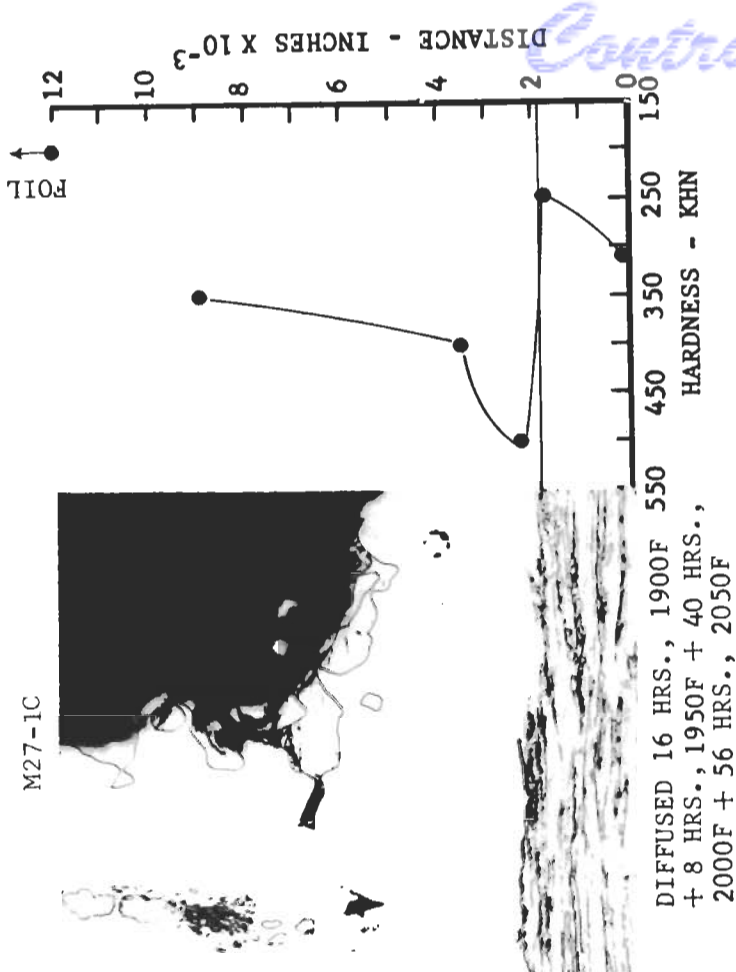 M27-1C
FOIL
12
10
8
6
4
2
0
DISTANCE - INCHES X 10-3
550
450
350
250
150
HARDNESS - KHN
DIFFUSED 16 HRS., 1900F
+ 8 HRS., 1950F + 40 HRS.,
2000F + 56 HRS., 2050F